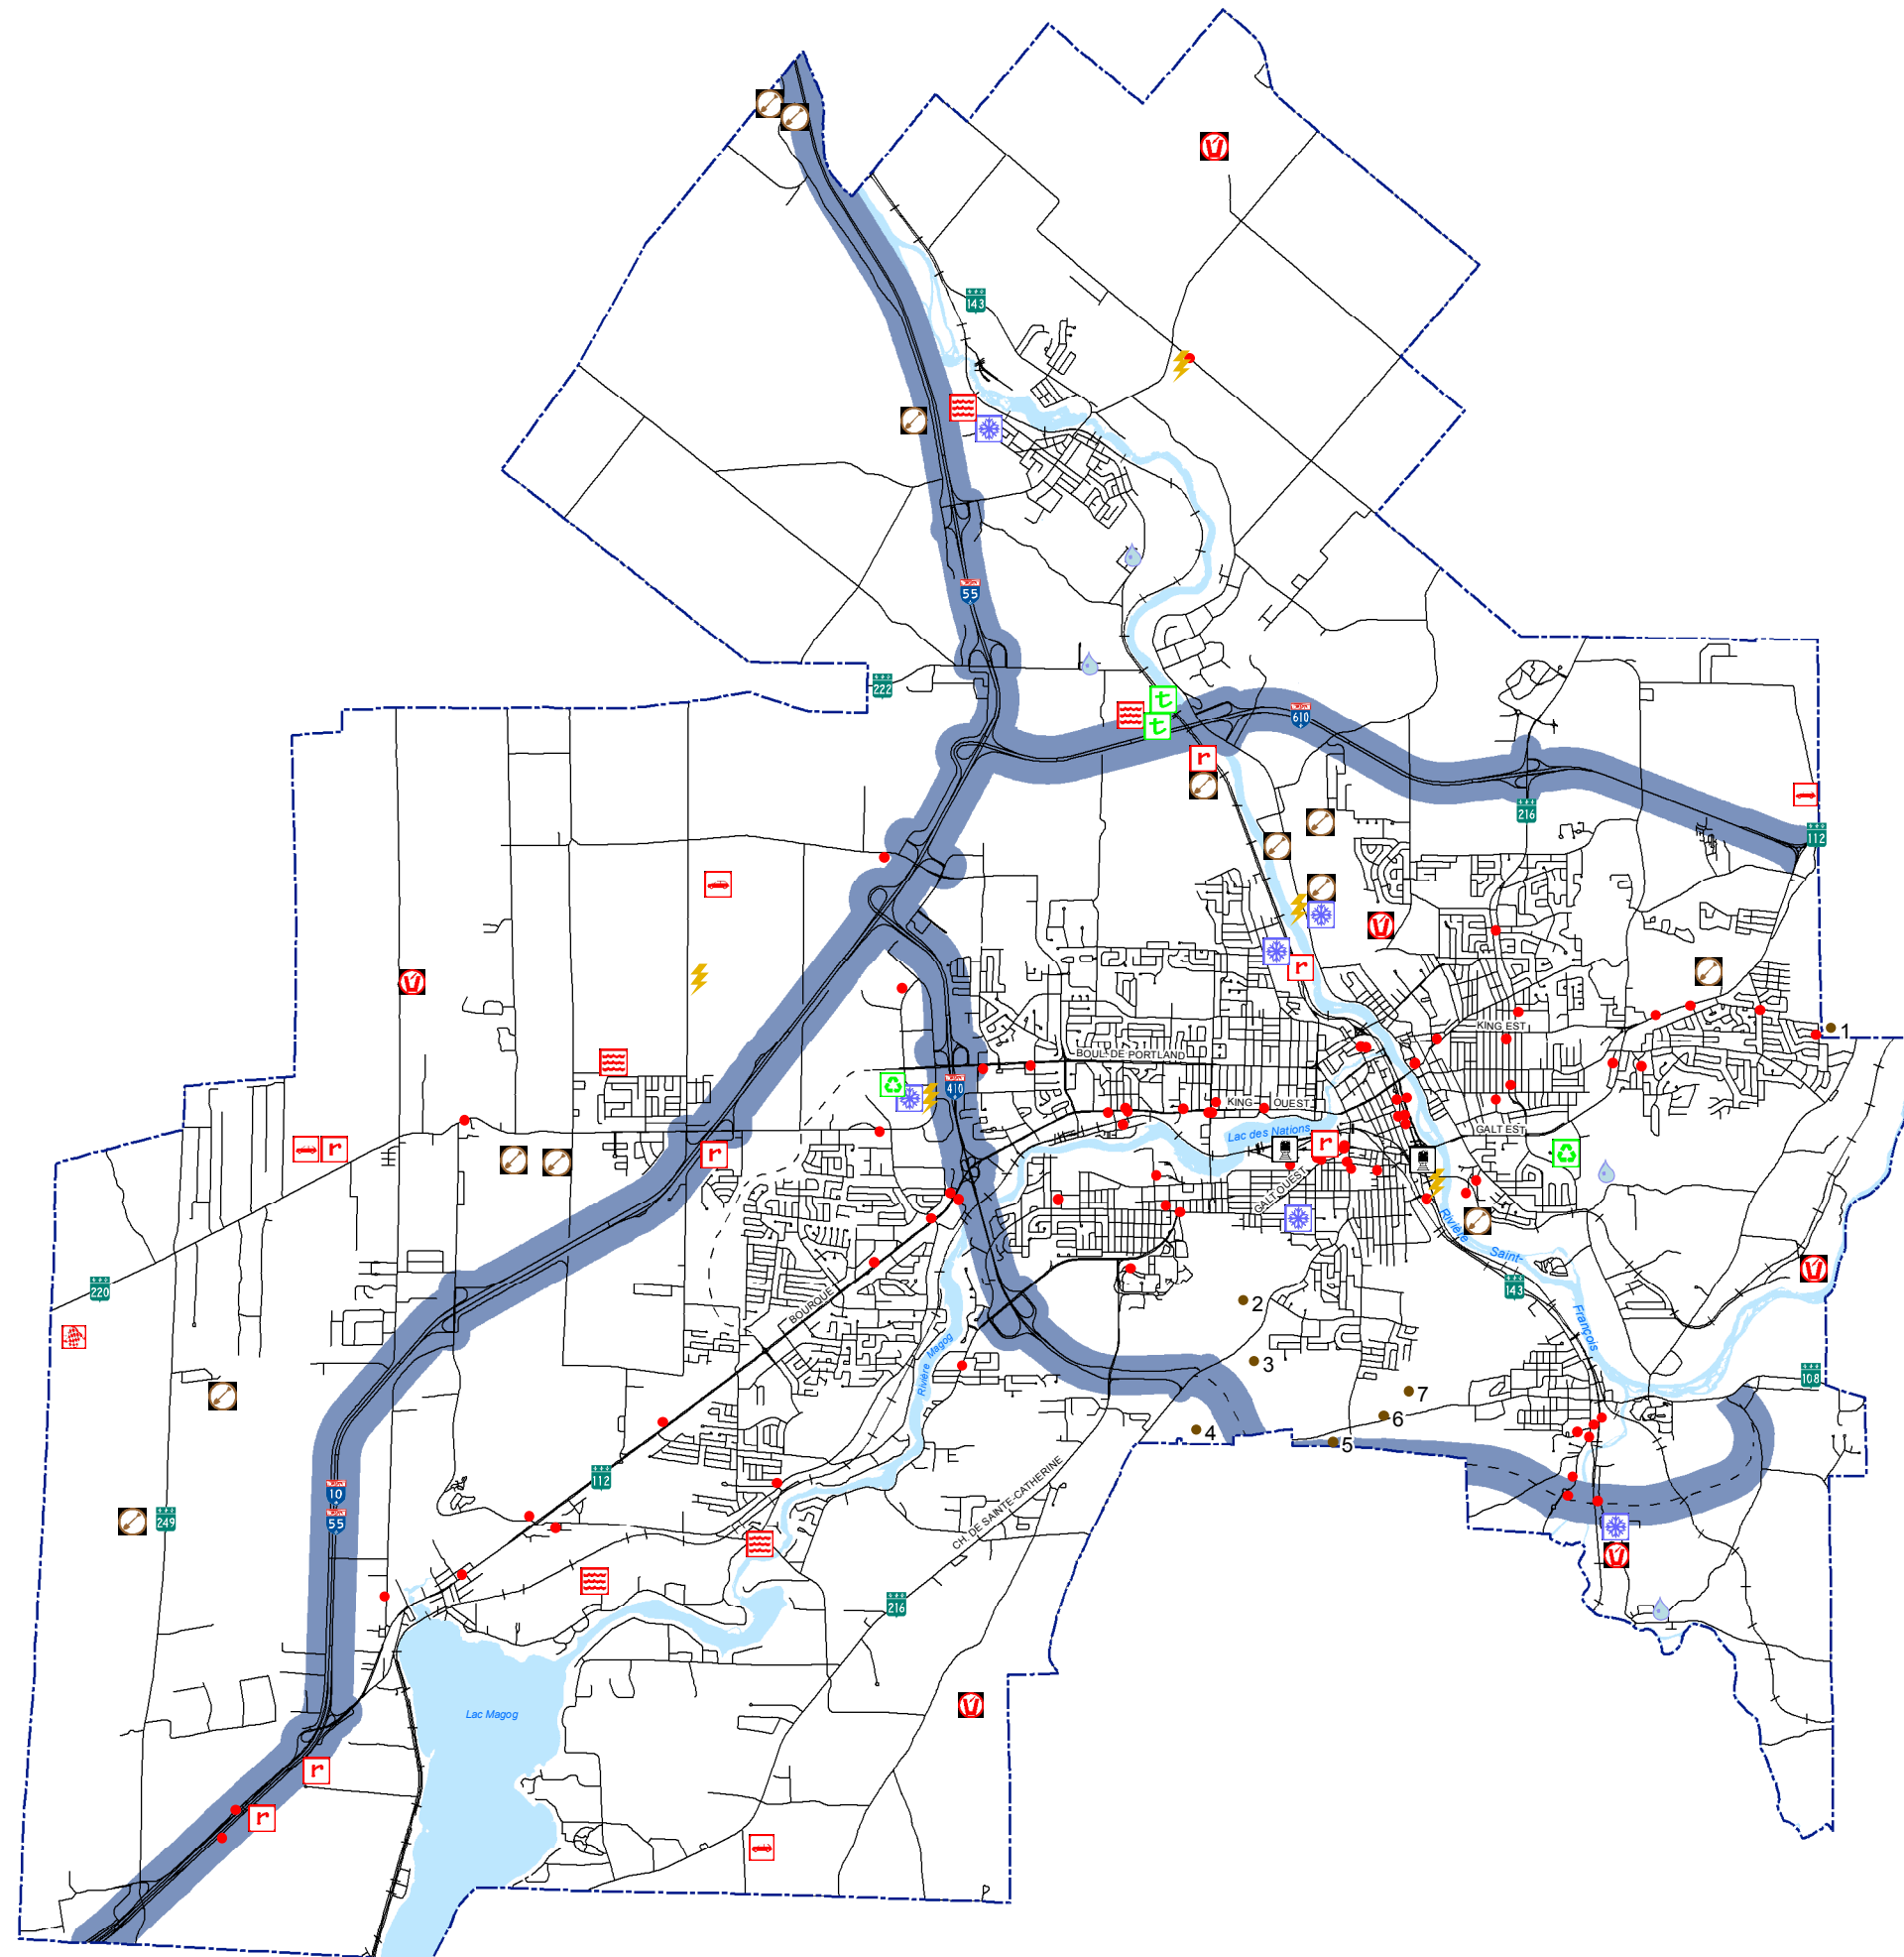 143
55
222
t
t
610
r
216
112
r
1
KING EST
BOUL. DE PORTLAND
410
KING OUEST
Lac des Nations
r
GALT EST
r
r
GALT OUEST
220
Rivière Saint-
François
143
2
BOURQUE
Rivière Magog
3
108
7
6
4
5
112
10
55
249
CH. DE SAINTE-CATHERINE
216
Lac Magog
r
r